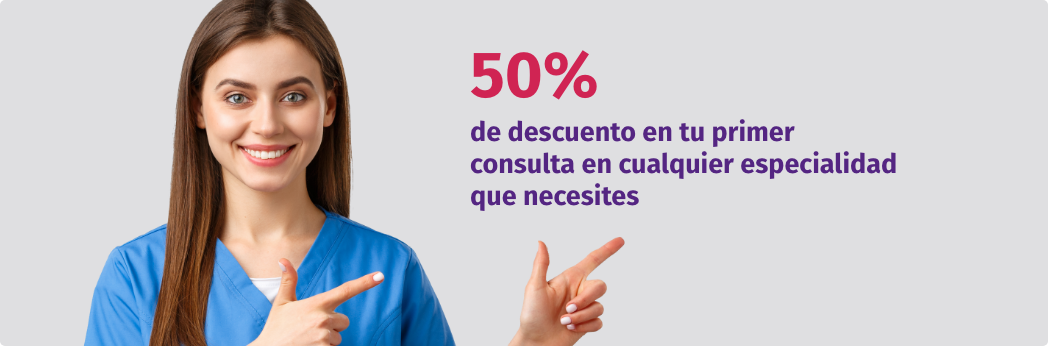 50%
de descuento en tu primer
consulta en cualquier especialidad
que necesites